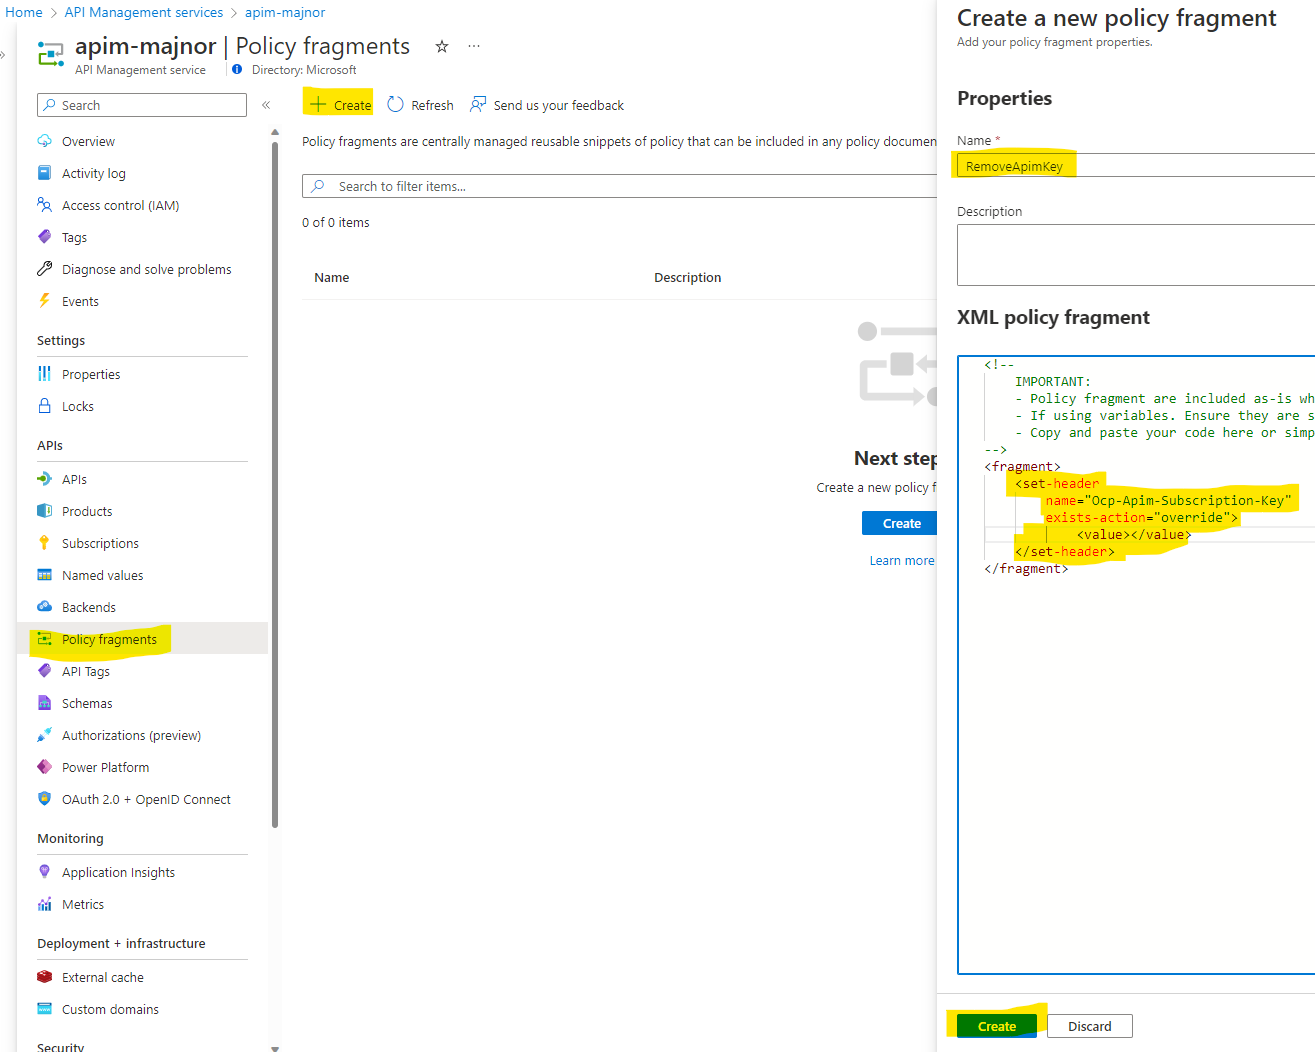 Home > API Management services > apim-majnor
apim-majnor | Policy fragments
API Management service
Directory: Microsoft
Search
Overview
Activity log
Access control (IAM)
Tags
Diagnose and solve problems
Events
Settings
Properties
Locks
APIs
APIs
Products
Subscriptions
Named values
Backends
Policy fragments
API Tags
Schemas
Authorizations (preview)
Power Platform
OAuth 2.0 + OpenID Connect
Monitoring
Application Insights
Metrics
Deployment + infrastructure
External cache
Custom domains
Security
Create
Refresh
Send us your feedback
Policy fragments are centrally managed reusable snippets of policy that can be included in any policy documen
Search to filter items...
0 of 0 items
Name
Description
Next step
Create a new policy f
Create
Learn more
Create a new policy fragment
Add your policy fragment properties.
Properties
Name *
RemoveApimKey
Description
XML policy fragment
<!--
IMPORTANT:
- Policy fragment are included as-is wh
- If using variables. Ensure they are s
- Copy and paste your code here or simp
-->
<fragment>
<set-header
name="Ocp-Apim-Subscription-Key"
exists-action="override">
<value></value>
</set-header>
</fragment>
Create
Discard